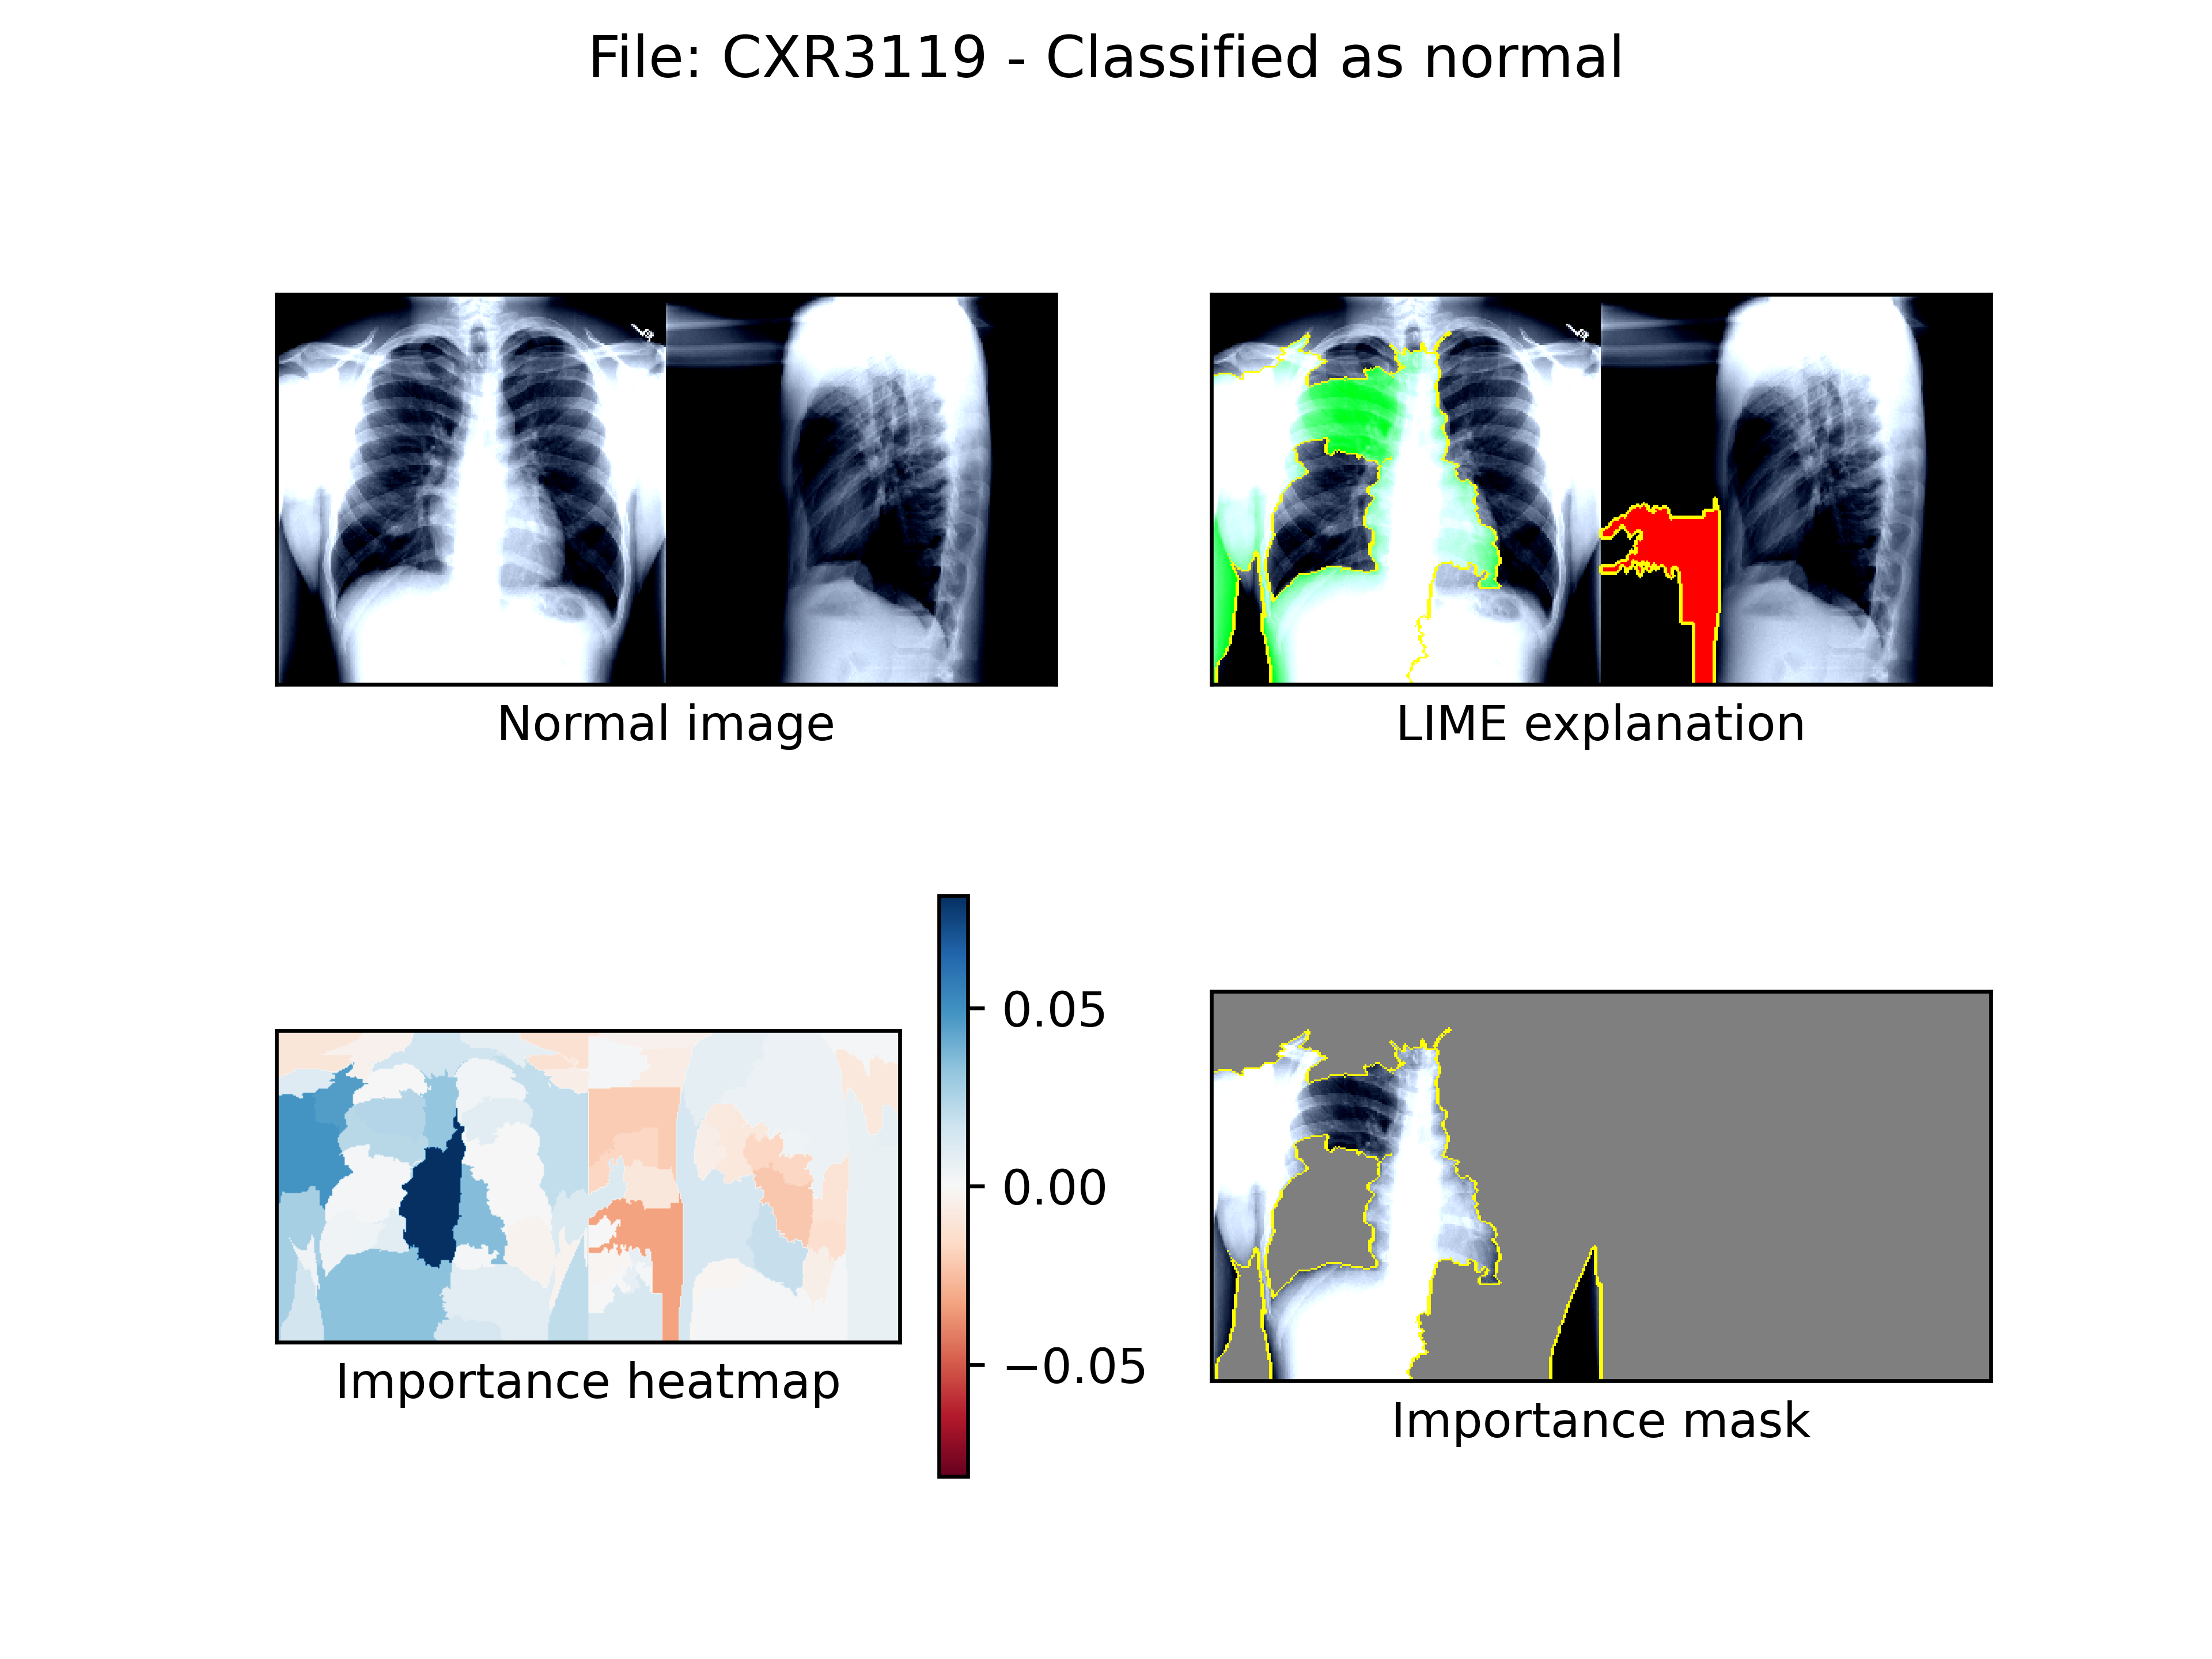 File: CXR3119 - Classified as normal
Normal image
LIME explanation
0.05
0.00
−0.05
Importance heatmap
Importance mask